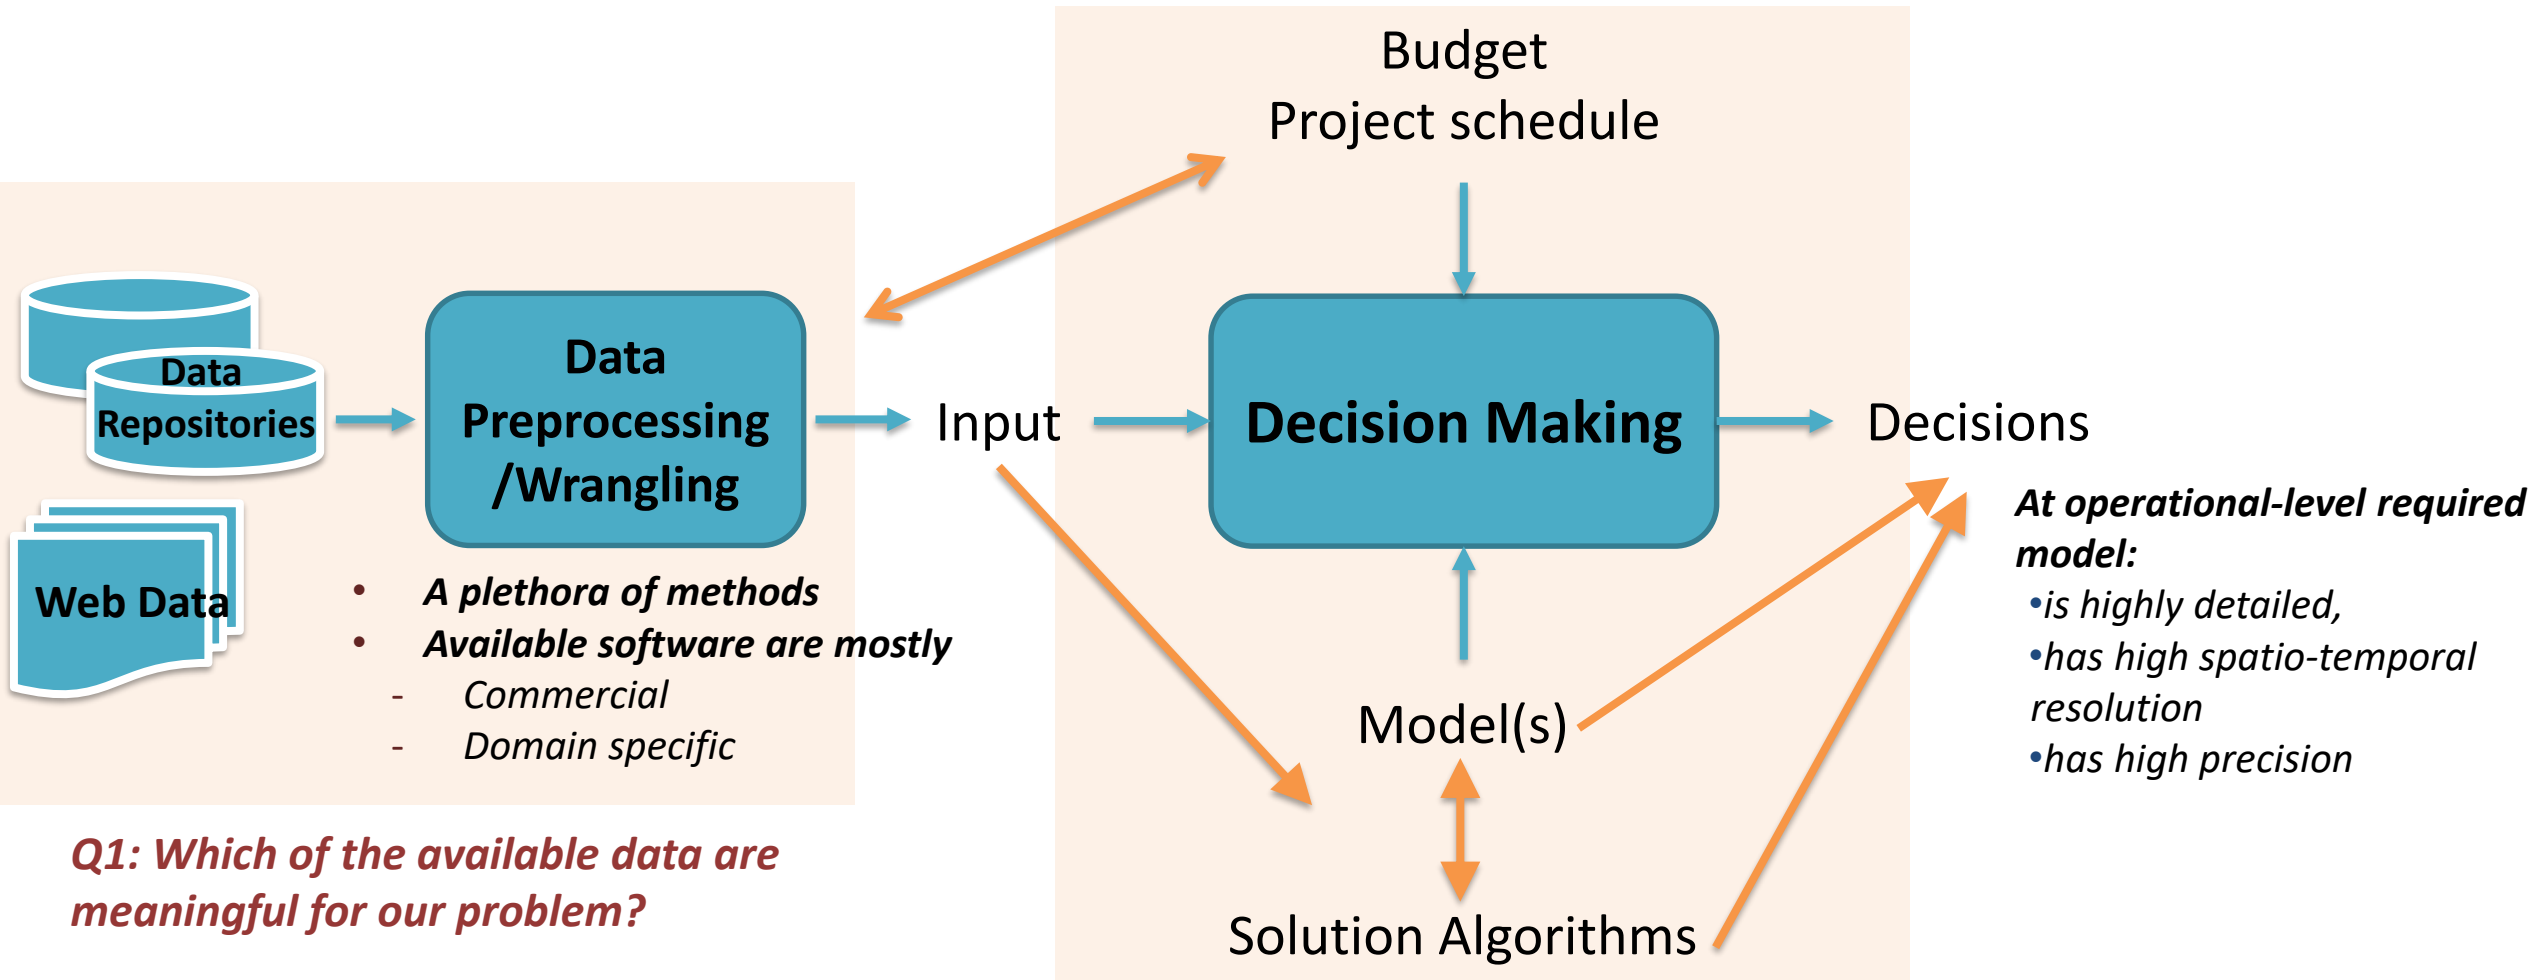 Budget
Project schedule
Data
Repositories
Web Data
Data
Preprocessing
/Wrangling
• A plethora of methods
• Available software are mostly
- Commercial
- Domain specific
Q1: Which of the available data are
meaningful for our problem?
Input
Decision Making
Model(s)
Solution Algorithms
Decisions
At operational-level required
model:
•is highly detailed,
•has high spatio-temporal
resolution
•has high precision